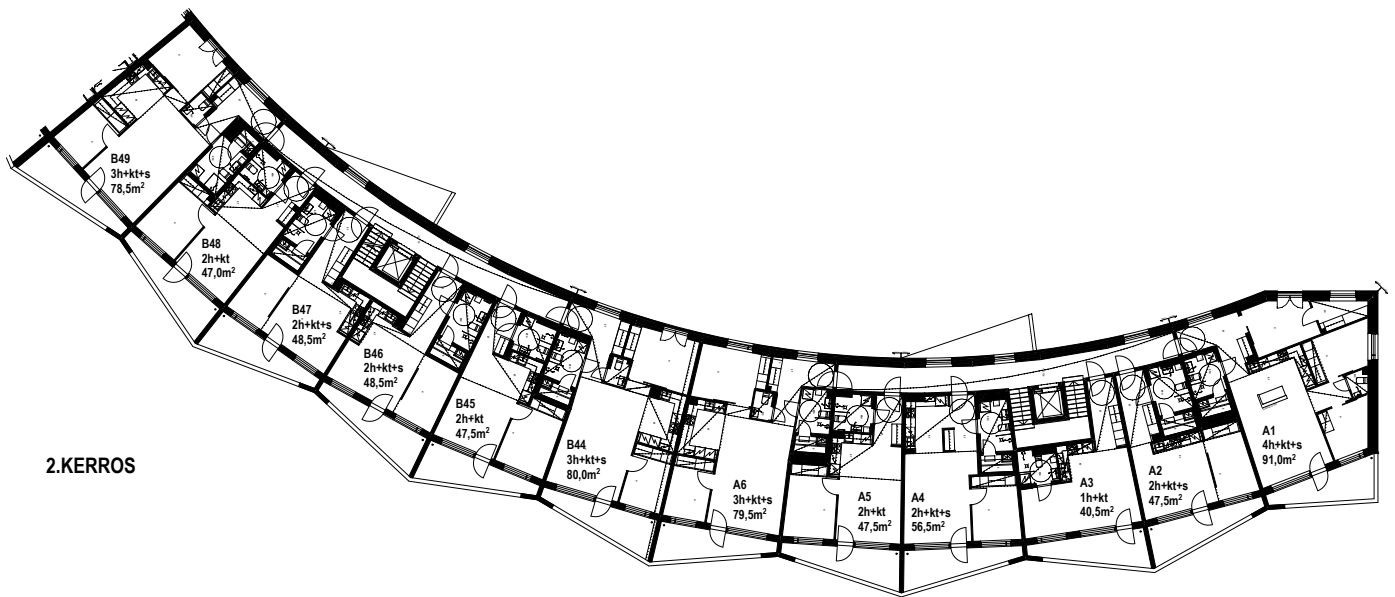 B49
3h+kt+s
78,5m²
B48
2h+kt
47,0m²
B47
2h+kt+s
48,5m²
B46
2h+kt+s
48,5m²
B45
2h+kt
47,5m²
B44
3h+kt+s
80,0m²
A6
3h+kt+s
79,5m²
A5
2h+kt
47,5m²
A4
2h+kt+s
56,5m²
A3
1h+kt
40,5m²
A2
2h+kt+s
47,5m²
A1
4h+kt+s
91,0m²
2.KERROS